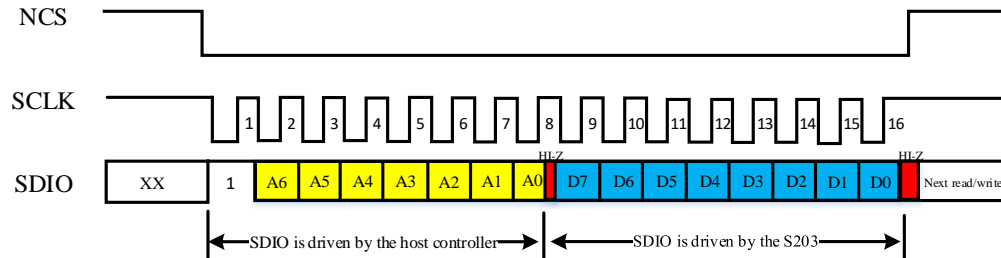 NCS
SCLK
1 2 3 4 5 6 7 8 9 10 11 12 13 14 15 16
HI-Z HI-Z
SDIO XX 1 A6 A5 A4 A3 A2 A1 A0 D7 D6 D5 D4 D3 D2 D1 D0 Next read/write
SDIO is driven by the host controller SDIO is driven by the S203